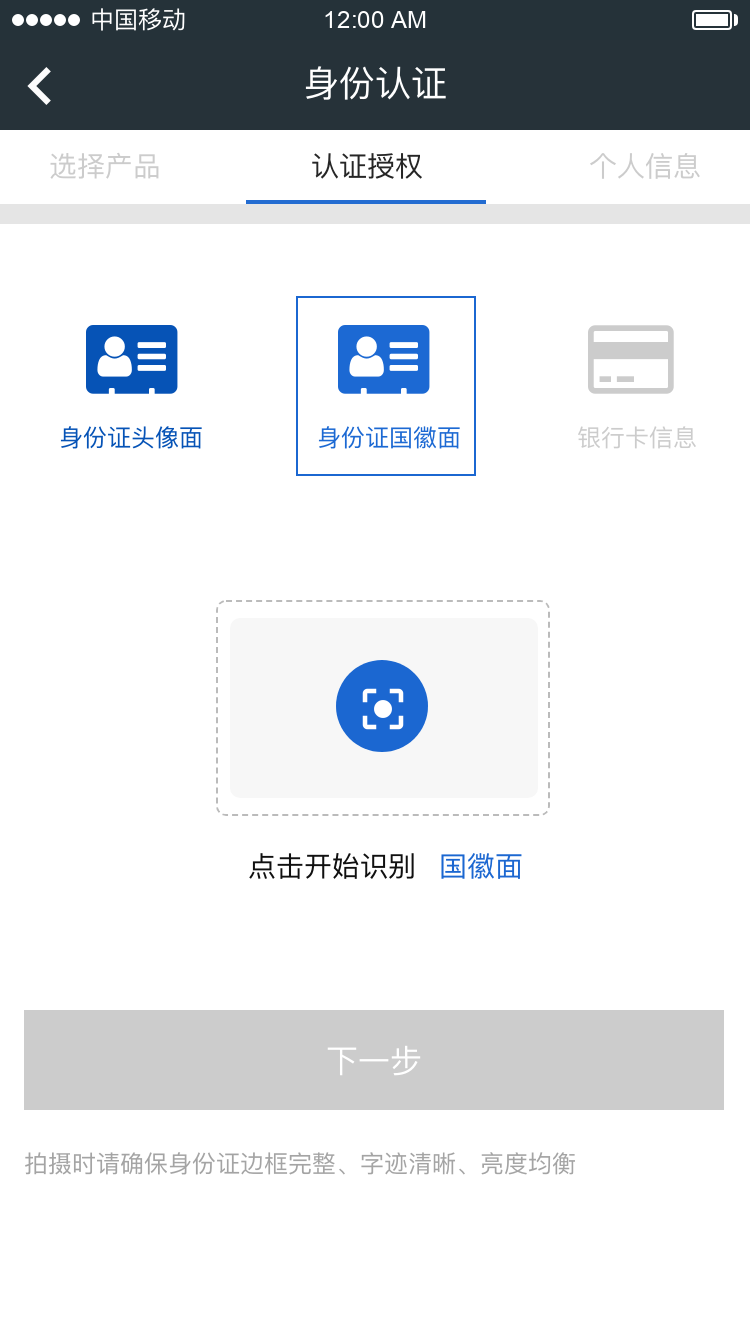 中国移动 12:00 AM
身份认证
选择产品 认证授权 个人信息
身份证头像面 身份证国徽面 银行卡信息
点击开始识别 国徽面
下一步
拍摄时请确保身份证边框完整、字迹清晰、亮度均衡